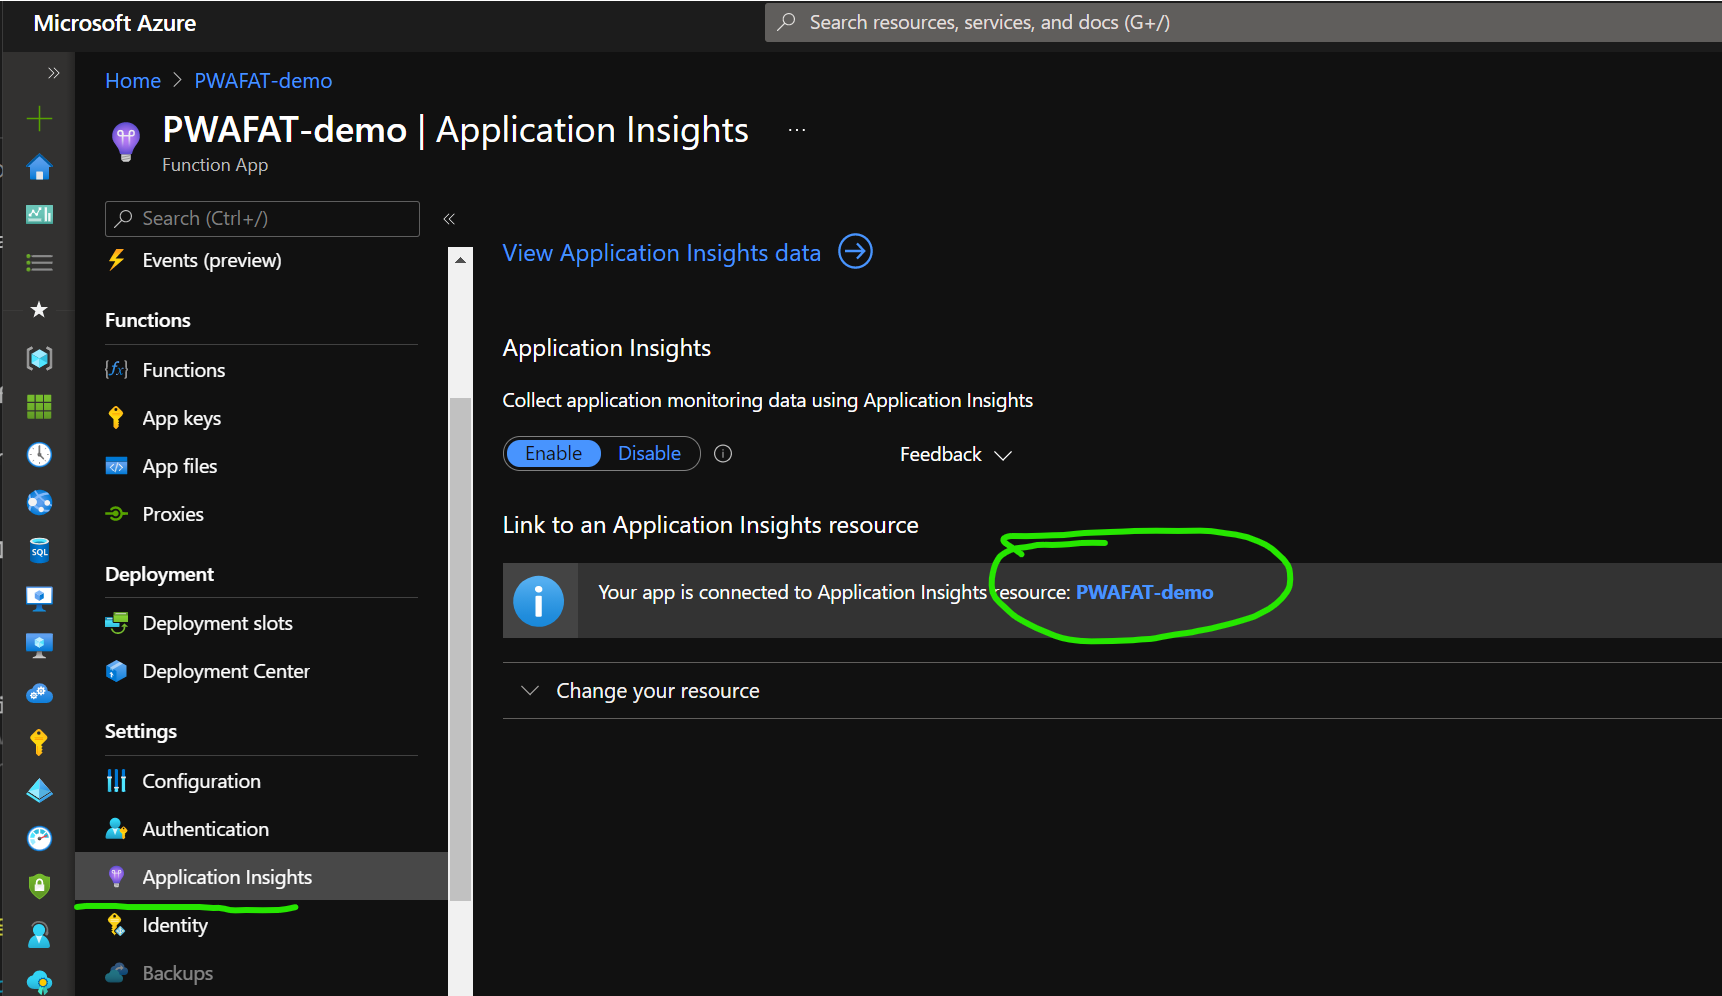 Microsoft Azure
Search resources, services, and docs (G+/)
Home > PWAFAT-demo
PWAFAT-demo | Application Insights ...
Function App
Search (Ctrl+/)
Events (preview)
Functions
Functions
App keys
App files
Proxies
Deployment
Deployment slots
Deployment Center
Settings
Configuration
Authentication
Application Insights
Identity
Backups
View Application Insights data
Application Insights
Collect application monitoring data using Application Insights
Enable Disable
Feedback
Link to an Application Insights resource
Your app is connected to Application Insights resource: PWAFAT-demo
Change your resource
SQL